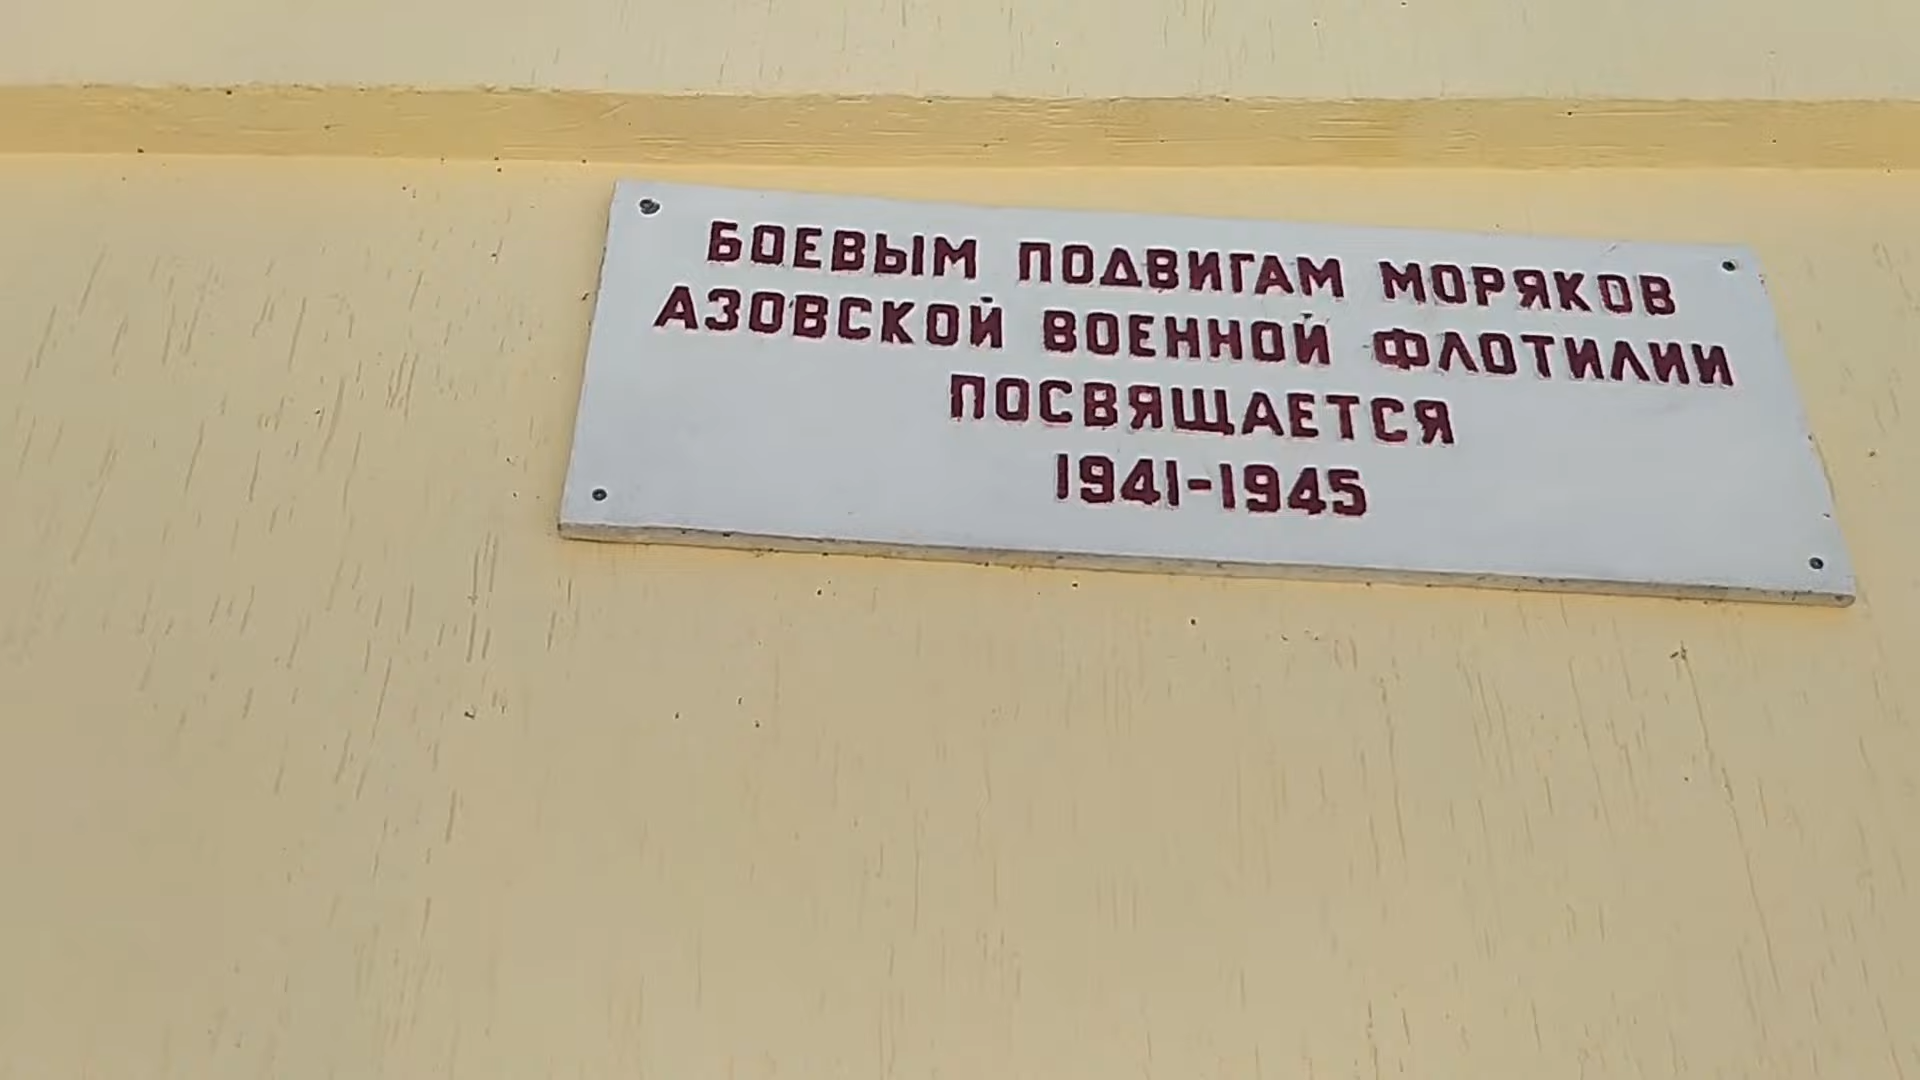 БОЕВЫМ ПОДВИГАМ МОРЯКОВ
АЗОВСКОЙ ВОЕННОЙ ФЛОТИЛИИ
ПОСВЯЩАЕТСЯ
1941-1945